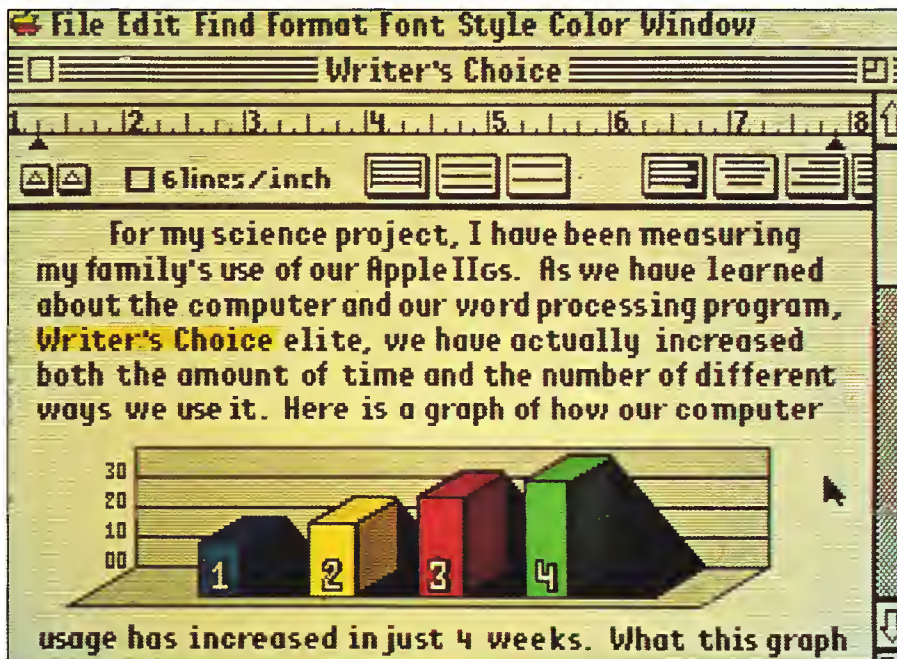 File Edit Find Format Font Style Color Window
Writer's Choice
1 2 3 4 5 6 7 8
6 lines/inch
For my science project, I have been measuring
my family's use of our Apple IIGS. As we have learned
about the computer and our word processing program,
Writer's Choice elite, we have actually increased
both the amount of time and the number of different
ways we use it. Here is a graph of how our computer
30
20
10
00
1 2 3 4
usage has increased in just 4 weeks. What this graph